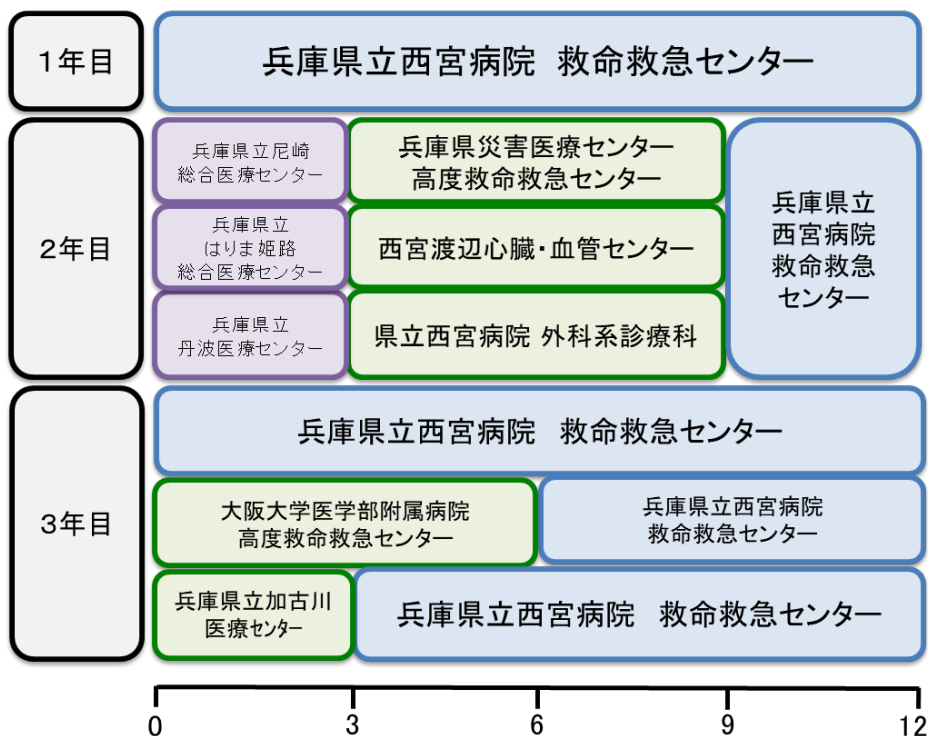 1年目
兵庫県立西宮病院 救命救急センター
2年目
兵庫県立尼崎
総合医療センター
兵庫県災害医療センター
高度救命救急センター
兵庫県立
はりま姫路
総合医療センター
西宮渡辺心臓・血管センター
兵庫県立
丹波医療センター
県立西宮病院 外科系診療科
兵庫県立
西宮病院
救命救急
センター
3年目
兵庫県立西宮病院 救命救急センター
大阪大学医学部附属病院
高度救命救急センター
兵庫県立西宮病院
救命救急センター
兵庫県立加古川
医療センター
兵庫県立西宮病院 救命救急センター
0 3 6 9 12